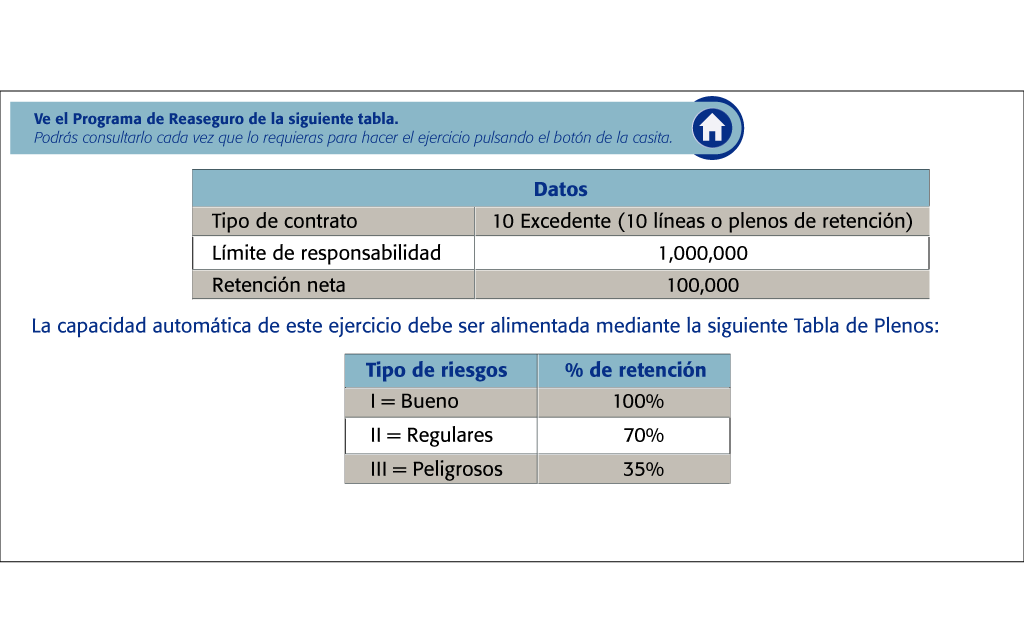 Ve el Programa de Reaseguro de la siguiente tabla.
Podrás consultarlo cada vez que lo requieras para hacer el ejercicio pulsando el botón de la casita.
Datos
Tipo de contrato 10 Excedente (10 líneas o plenos de retención)
Límite de responsabilidad 1,000,000
Retención neta 100,000
La capacidad automática de este ejercicio debe ser alimentada mediante la siguiente Tabla de Plenos:
Tipo de riesgos % de retención
I = Bueno 100%
II = Regulares 70%
III = Peligrosos 35%